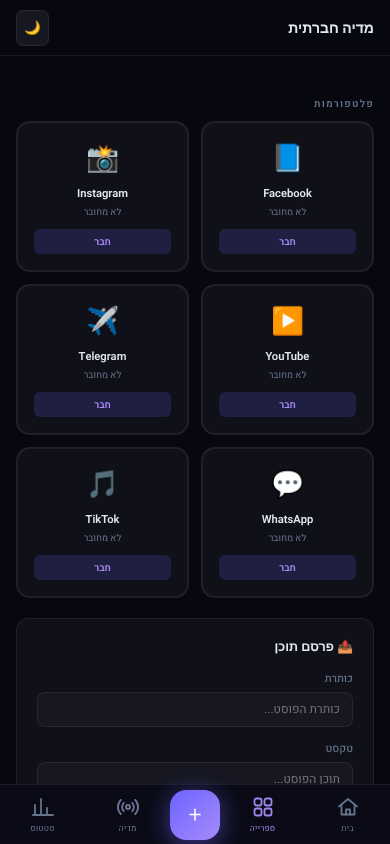 מדיה חברתית
פלטפורמות
Facebook
לא מחובר
חבר
Instagram
לא מחובר
חבר
YouTube
לא מחובר
חבר
Telegram
לא מחובר
חבר
WhatsApp
לא מחובר
חבר
TikTok
לא מחובר
חבר
פרסם תוכן
כותרת
כותרת הפוסט...
טקסט
תוכן הפוסט...
בית
ספרייה
+
מדיה
סטטוס